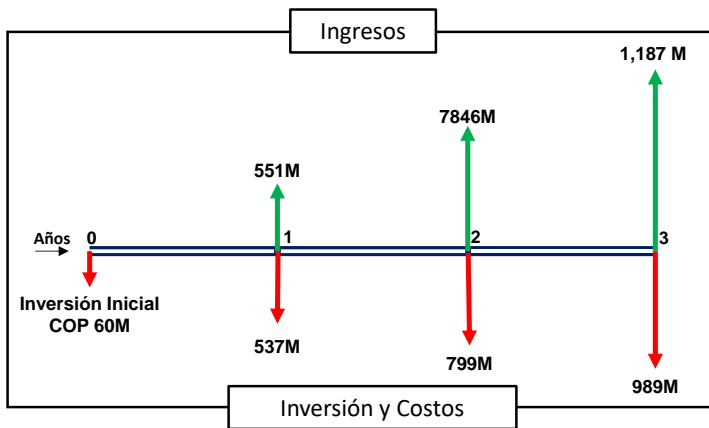 Ingresos
1,187 M
7846M
551M
Años
0
1
2
3
Inversión Inicial
COP 60M
537M
799M
989M
Inversión y Costos